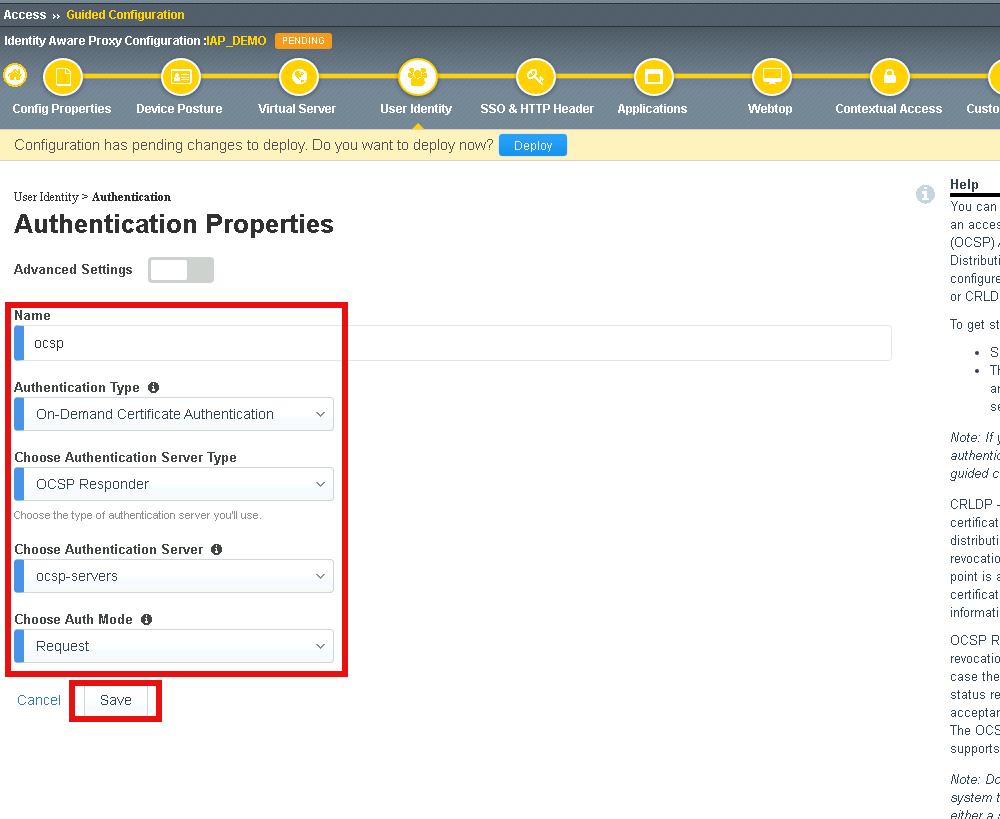 Access ›› Guided Configuration
Identity Aware Proxy Configuration :IAP_DEMO PENDING
Config Properties Device Posture Virtual Server User Identity SSO & HTTP Header Applications Webtop Contextual Access Custo
Configuration has pending changes to deploy. Do you want to deploy now? Deploy
User Identity > Authentication
Authentication Properties
Advanced Settings
Name
ocsp
Authentication Type
On-Demand Certificate Authentication
Choose Authentication Server Type
OCSP Responder
Choose the type of authentication server you'll use.
Choose Authentication Server
ocsp-servers
Choose Auth Mode
Request
Cancel Save
Help
You can
an acces
(OCSP)
Distributi
configure
or CRLD
To get st
• S
• Th
an
se
Note: If y
authentic
guided c
CRLDP -
certificat
distributi
revocatio
point is a
certificat
informati
OCSP R
revocatio
case the
status re
acceptan
The OCS
supports
Note: Do
system t
either a s